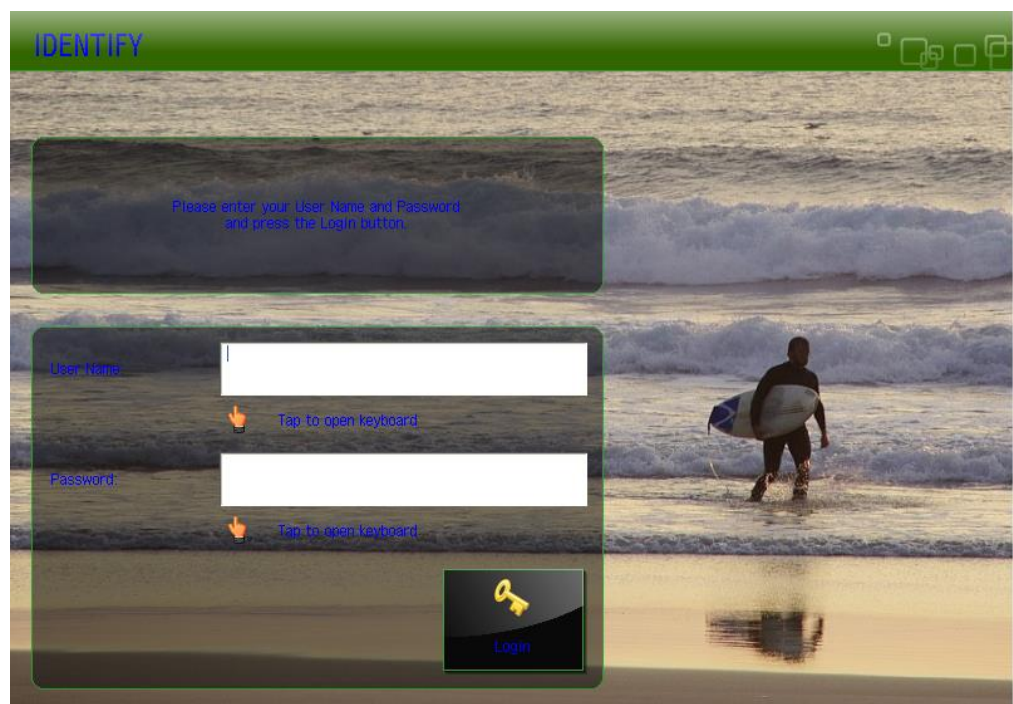 IDENTIFY
Please enter your User Name and Password
and press the Login button.
User Name:
Tap to open keyboard
Password:
Tap to open keyboard
Login